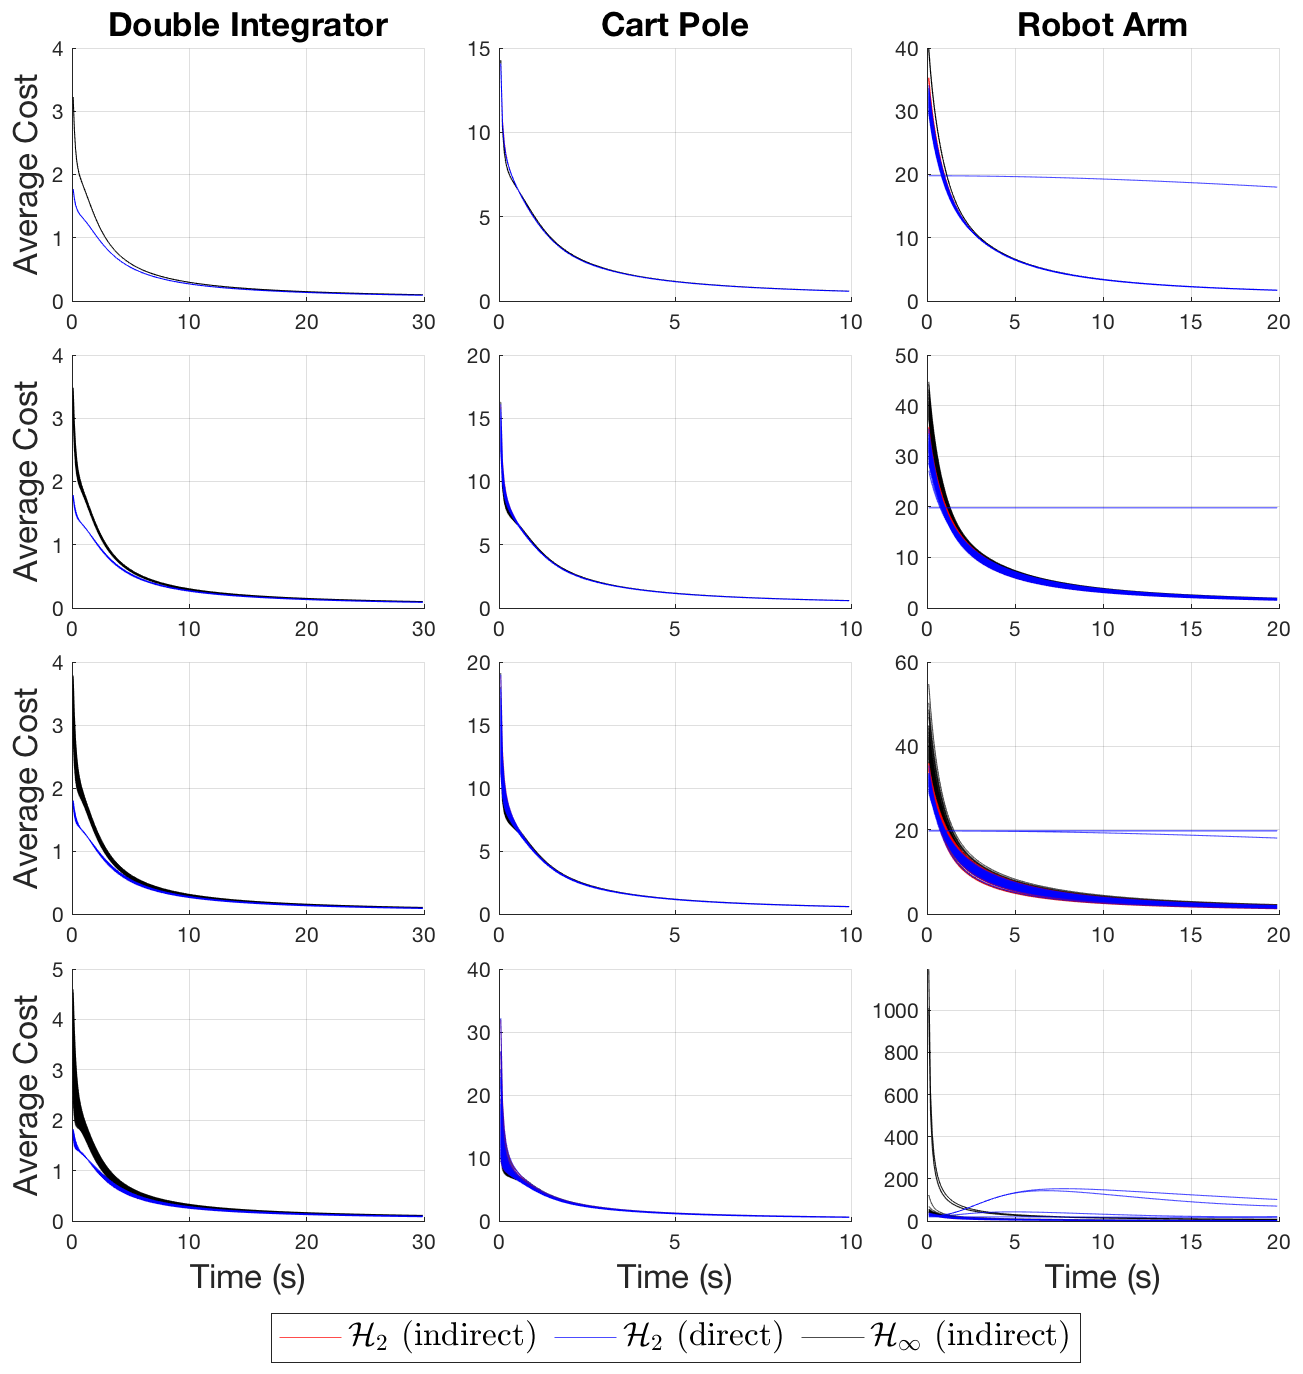 Double Integrator Cart Pole Robot Arm
Average Cost
4 3 2 1 0
0 10 20 30
15 10 5 0
0 5 10
40 30 20 10 0
0 5 10 15 20
Average Cost
4 3 2 1 0
0 10 20 30
20 15 10 5 0
0 5 10
50 40 30 20 10 0
0 5 10 15 20
Average Cost
4 3 2 1 0
0 10 20 30
20 15 10 5 0
0 5 10
60 40 20 0
0 5 10 15 20
Average Cost
5 4 3 2 1 0
0 10 20 30
Time (s)
40 30 20 10 0
0 5 10
Time (s)
1000 800 600 400 200 0
0 5 10 15 20
Time (s)
ℋ₂ (indirect) ℋ₂ (direct) ℋ∞ (indirect)